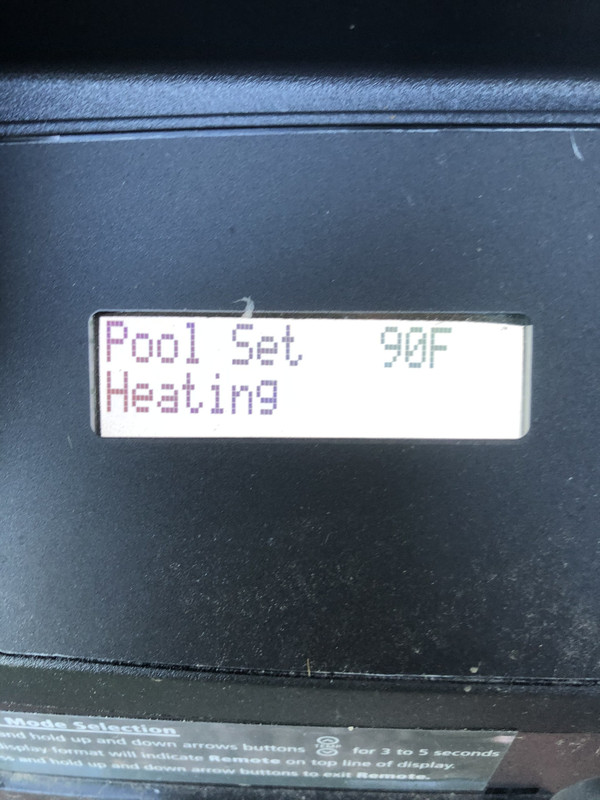 Pool Set 90F
Heating
Mode Selection
and hold up and down arrows buttons for 3 to 5 seconds
display format will indicate Remote on top line of display.
and hold up and down arrow buttons to exit Remote.